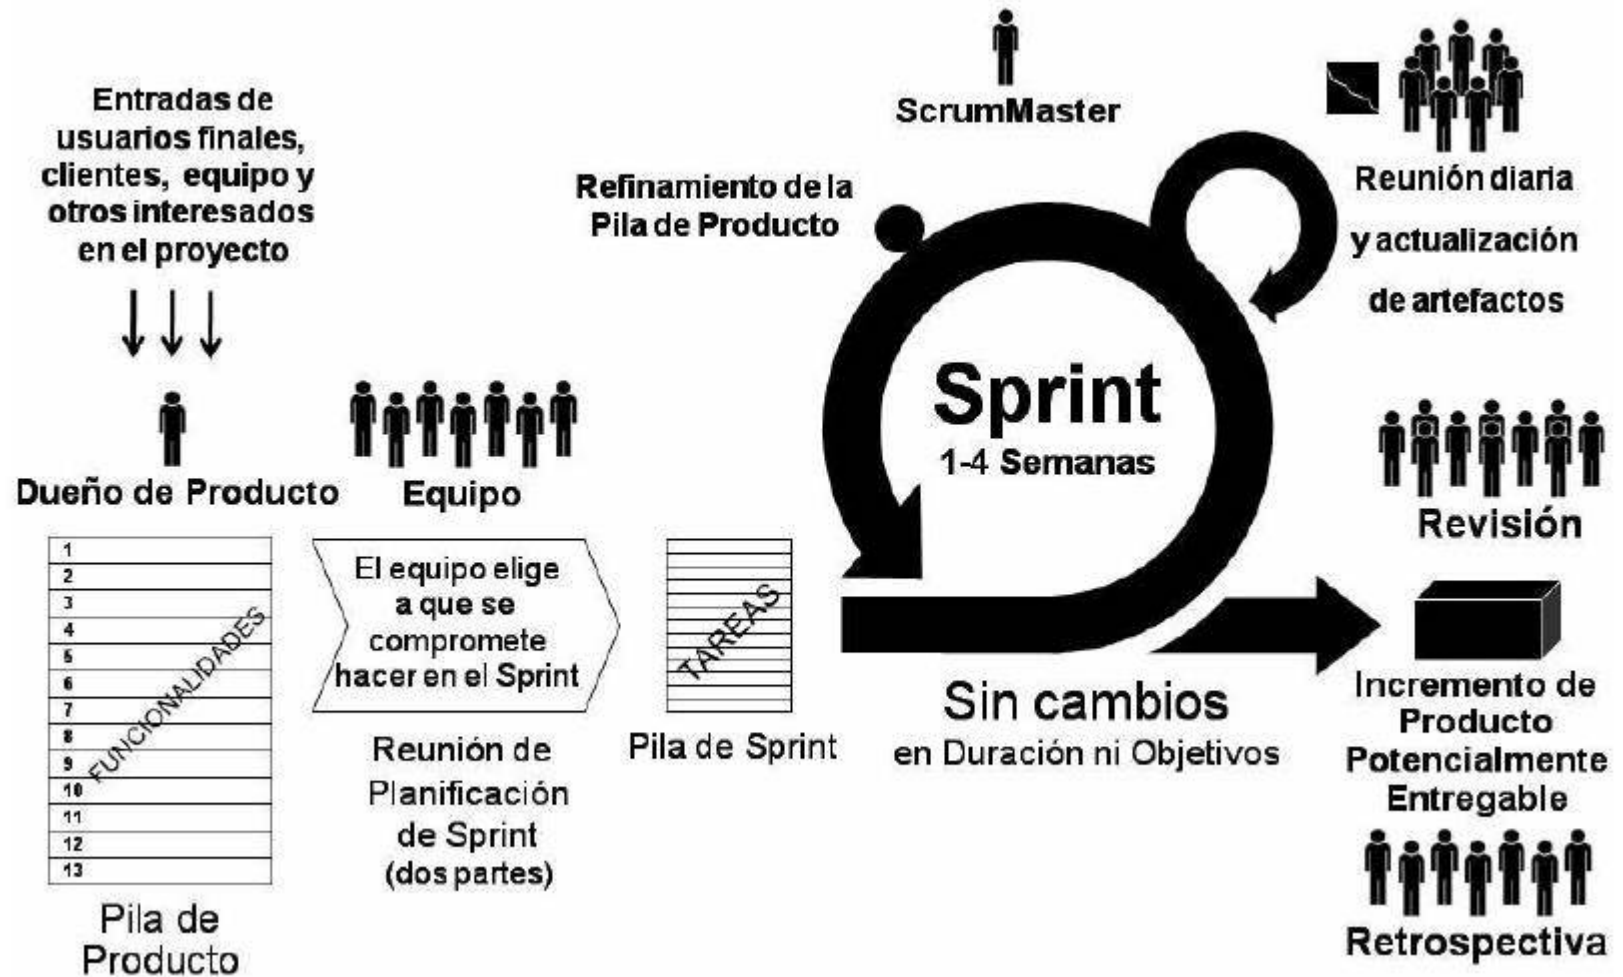 Entradas de
usuarios finales,
clientes, equipo y
otros interesados
en el proyecto
Dueño de Producto
1
2
3
4
5
6
7
8
9
10
11
12
13
FUNCIONALIDADES
Pila de
Producto
Equipo
El equipo elige
a que se
compromete
hacer en el Sprint
Reunión de
Planificación
de Sprint
(dos partes)
TAREAS
Pila de Sprint
ScrumMaster
Refinamiento de la
Pila de Producto
Sprint
1-4 Semanas
Sin cambios
en Duración ni Objetivos
Reunión diaria
y actualización
de artefactos
Revisión
Incremento de
Producto
Potencialmente
Entregable
Retrospectiva